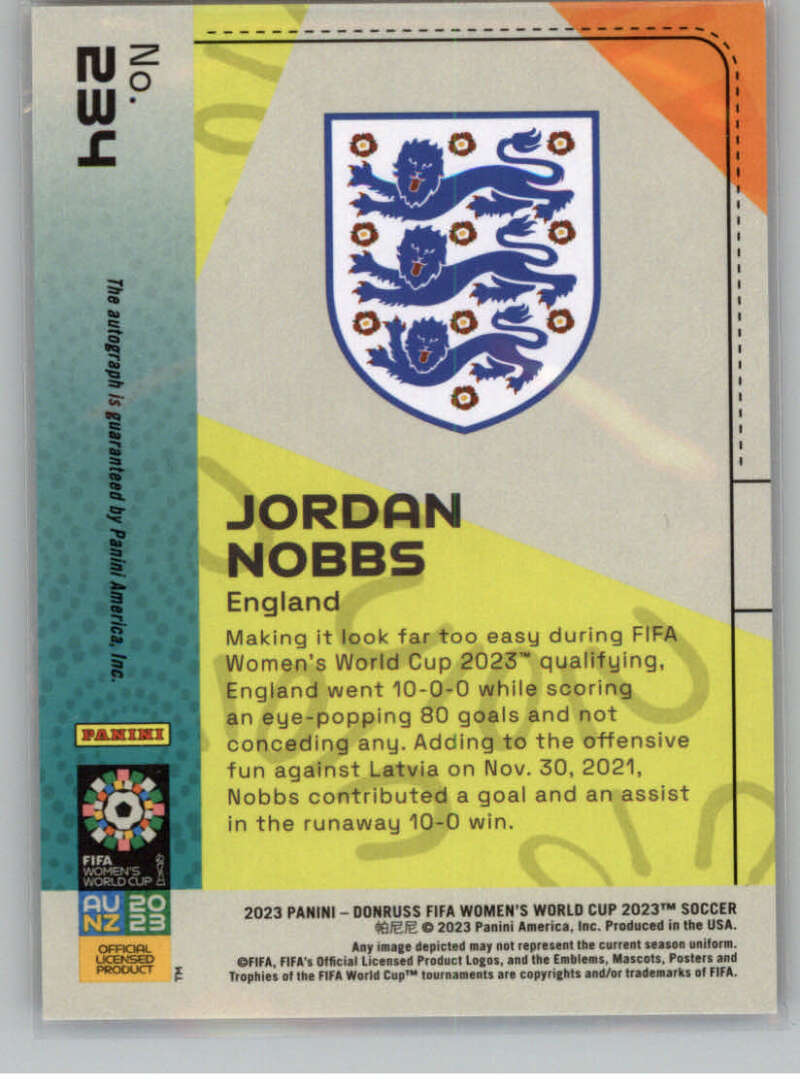 No.
234
The autograph is guaranteed by Panini America, Inc.
JORDAN
NOBBS
England
Making it look far too easy during FIFA
Women's World Cup 2023™ qualifying,
England went 10-0-0 while scoring
an eye-popping 80 goals and not
conceding any. Adding to the offensive
fun against Latvia on Nov. 30, 2021,
Nobbs contributed a goal and an assist
in the runaway 10-0 win.
PANINI
FIFA
WOMEN'S
WORLD CUP
AU 20
NZ 23
OFFICIAL
LICENSED
PRODUCT
TM
2023 PANINI – DONRUSS FIFA WOMEN'S WORLD CUP 2023™ SOCCER
帕尼尼 © 2023 Panini America, Inc. Produced in the USA.
Any image depicted may not represent the current season uniform.
©FIFA, FIFA's Official Licensed Product Logos, and the Emblems, Mascots, Posters and
Trophies of the FIFA World Cup™ tournaments are copyrights and/or trademarks of FIFA.